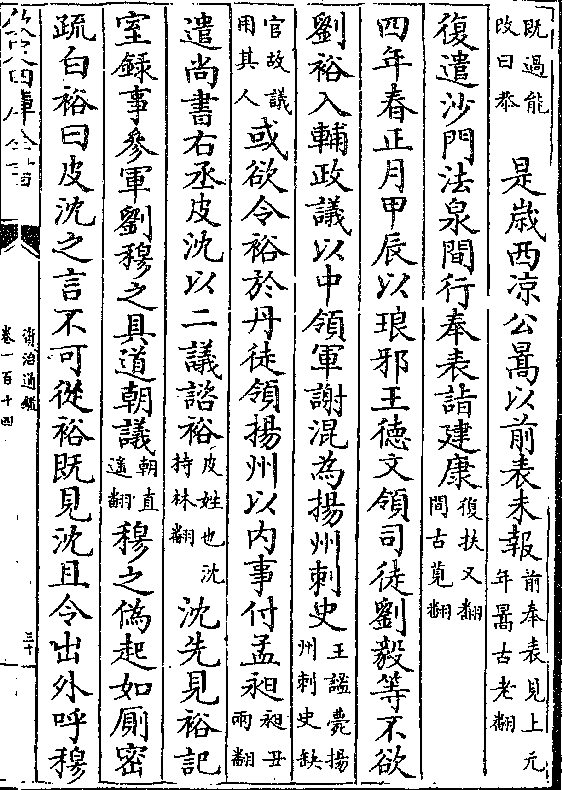 既過能
改曰恭
是歳西凉公暠以前表未報前奉表見上元
年暠古老翻
復遣沙門法泉間行奉表詣建康復扶又翻
間古莧翻
四年春正月甲辰以琅邪王徳文領司徒劉毅等不欲
劉裕入輔政議以中領軍謝混為揚州刺史王謐薨揚
州刺史缺
官故議
用其人
或欲令裕於丹徒領揚州以内事付孟昶昶丑
兩翻
遣尚書右丞皮沈以二議諮裕皮姓也沈
持林翻
沈先見裕記
室録事參軍劉穆之具道朝議朝直
遥翻
穆之偽起如厠密
疏白裕曰皮沈之言不可從裕既見沈且令出外呼穆
欽定四庫全書
資治通鑑
卷一百十四
三十